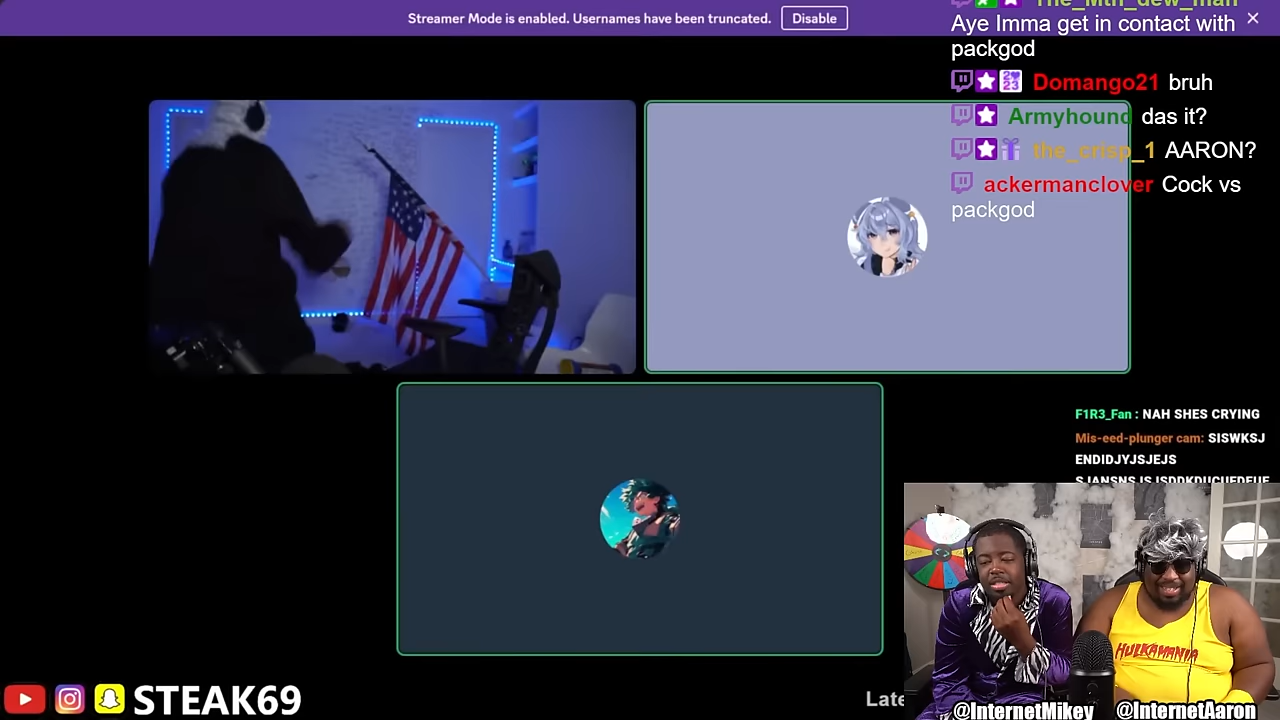 Streamer Mode is enabled. Usernames have been truncated.
Disable
The_Mtn_dew_man
Aye Imma get in contact with
packgod
Domango21 bruh
Armyhound das it?
the_crisp_1 AARON?
ackermanclover Cock vs
packgod
F1R3_Fan : NAH SHES CRYING
Mis-eed-plunger cam: SISWKSJ
ENDIDJYJSJEJS
HULKAMANIA
STEAK69
Late
@InternetMikey
@InternetAaron